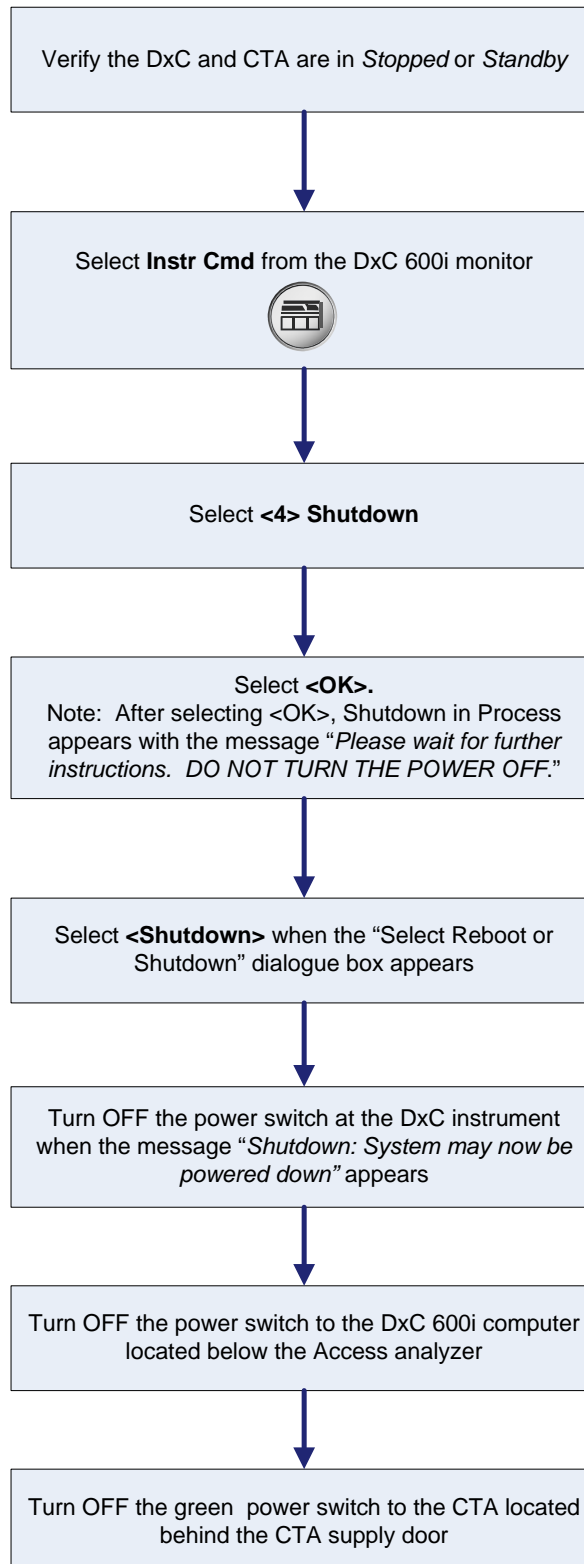 Verify the DxC and CTA are in Stopped or Standby
Select Instr Cmd from the DxC 600i monitor
Select <4> Shutdown
Select <OK>.
Note:  After selecting <OK>, Shutdown in Process
appears with the message “Please wait for further
instructions.  DO NOT TURN THE POWER OFF.”
Select <Shutdown> when the “Select Reboot or
Shutdown” dialogue box appears
Turn OFF the power switch at the DxC instrument
when the message “Shutdown: System may now be
powered down” appears
Turn OFF the power switch to the DxC 600i computer
located below the Access analyzer
Turn OFF the green  power switch to the CTA located
behind the CTA supply door